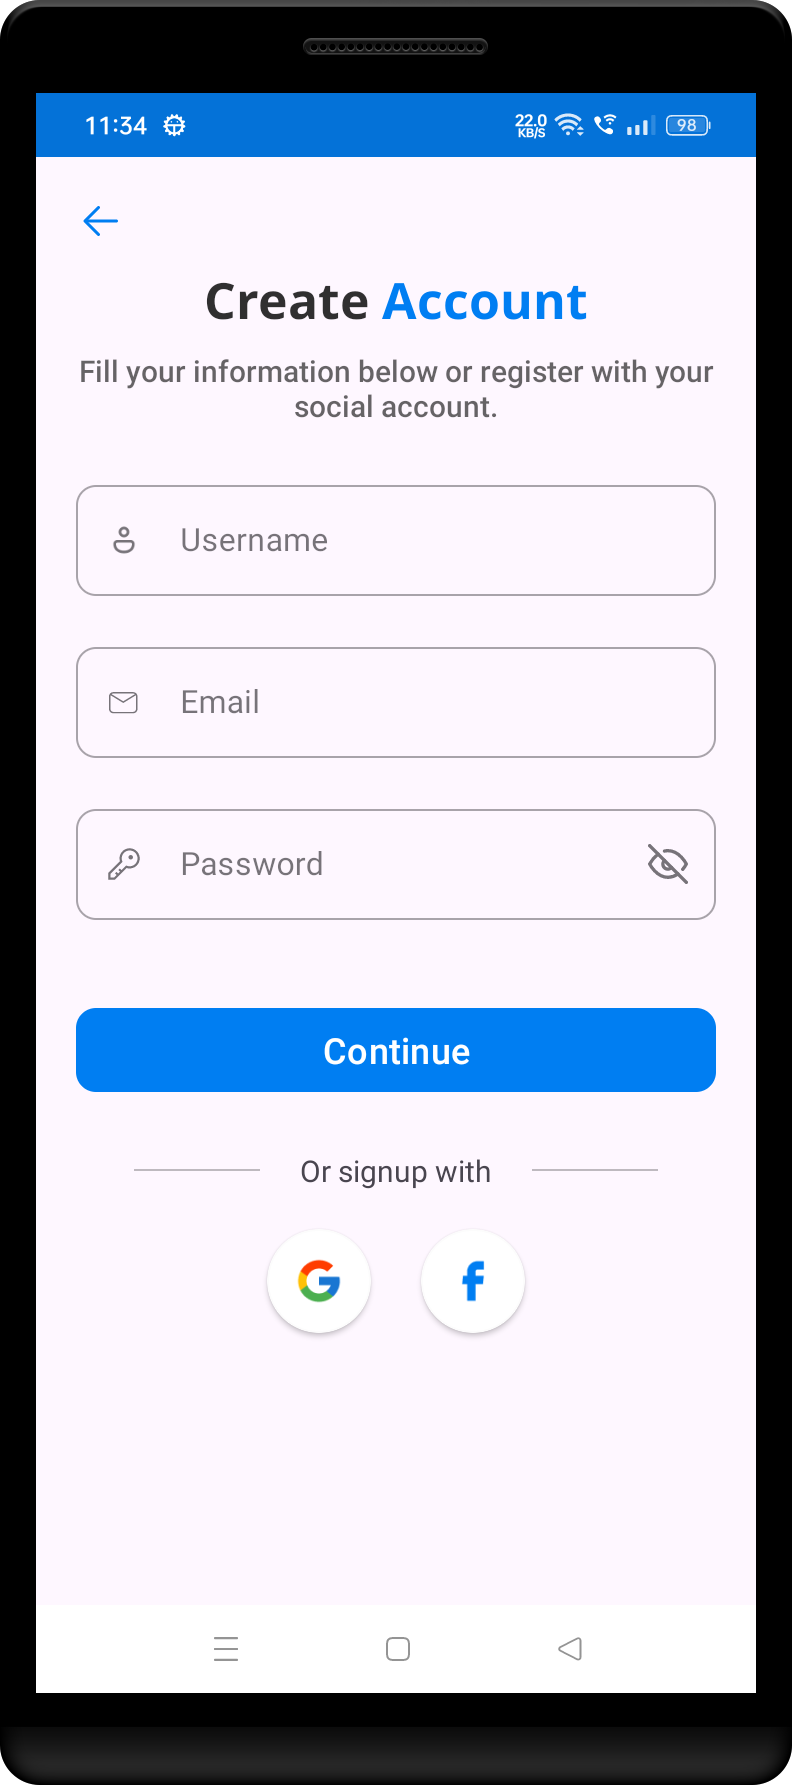 11:34
22.0
KB/S
98
Create Account
Fill your information below or register with your
social account.
Username
Email
Password
Continue
Or signup with